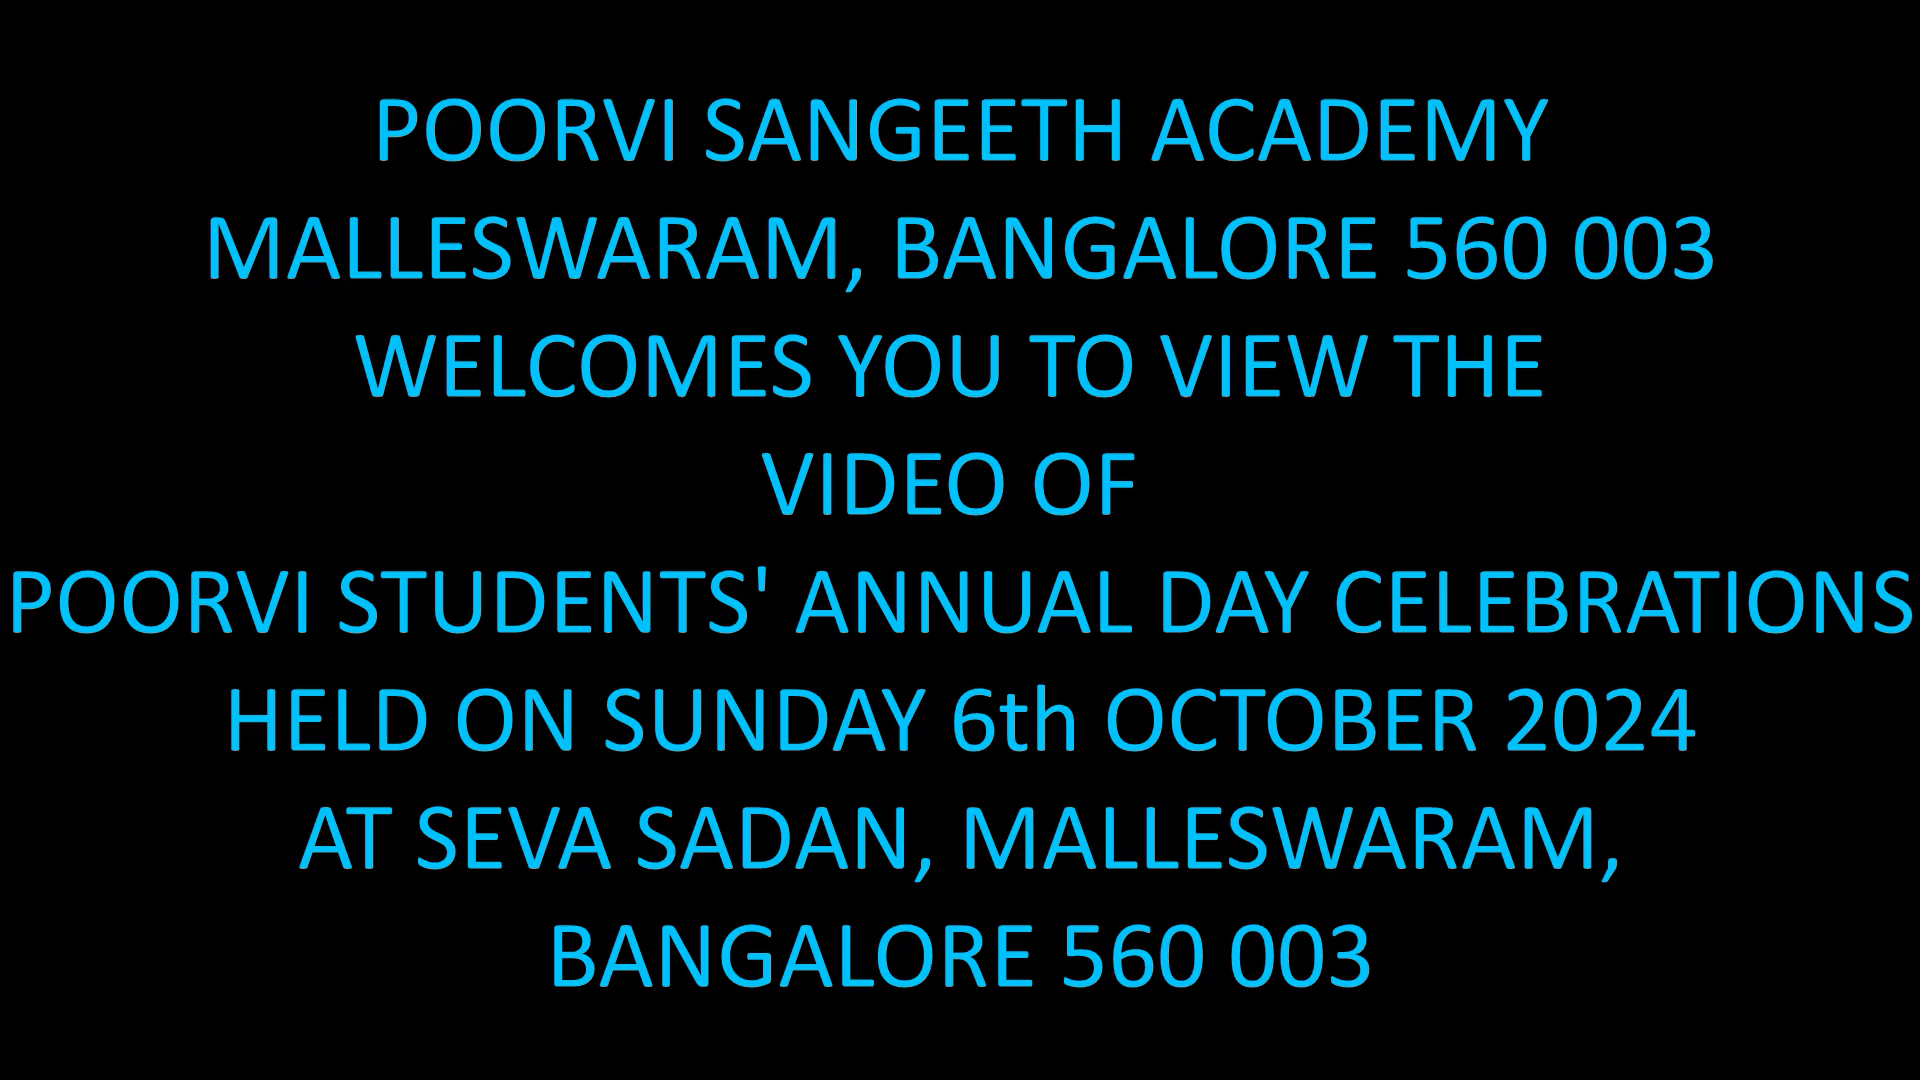 POORVI SANGEETH ACADEMY
MALLESWARAM, BANGALORE 560 003
WELCOMES YOU TO VIEW THE
VIDEO OF
POORVI STUDENTS' ANNUAL DAY CELEBRATIONS
HELD ON SUNDAY 6th OCTOBER 2024
AT SEVA SADAN, MALLESWARAM,
BANGALORE 560 003